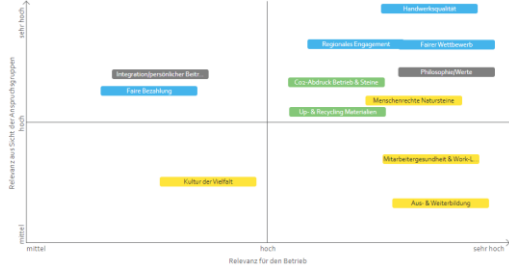 Handwerksqualität
sehr hoch
Regionales Engagement
Fairer Wettbewerb
Integration/persönlicher Beitr...
Philosophie/Werte
Co2-Abdruck Betrieb & Steine
Faire Bezahlung
Menschenrechte Natursteine
Up- & Recycling Materialien
hoch
Relevanz aus Sicht der Anspruchsgruppen
Mitarbeitergesundheit & Work-L...
Kultur der Vielfalt
Aus- & Weiterbildung
mittel
mittel
hoch
sehr hoch
Relevanz für den Betrieb